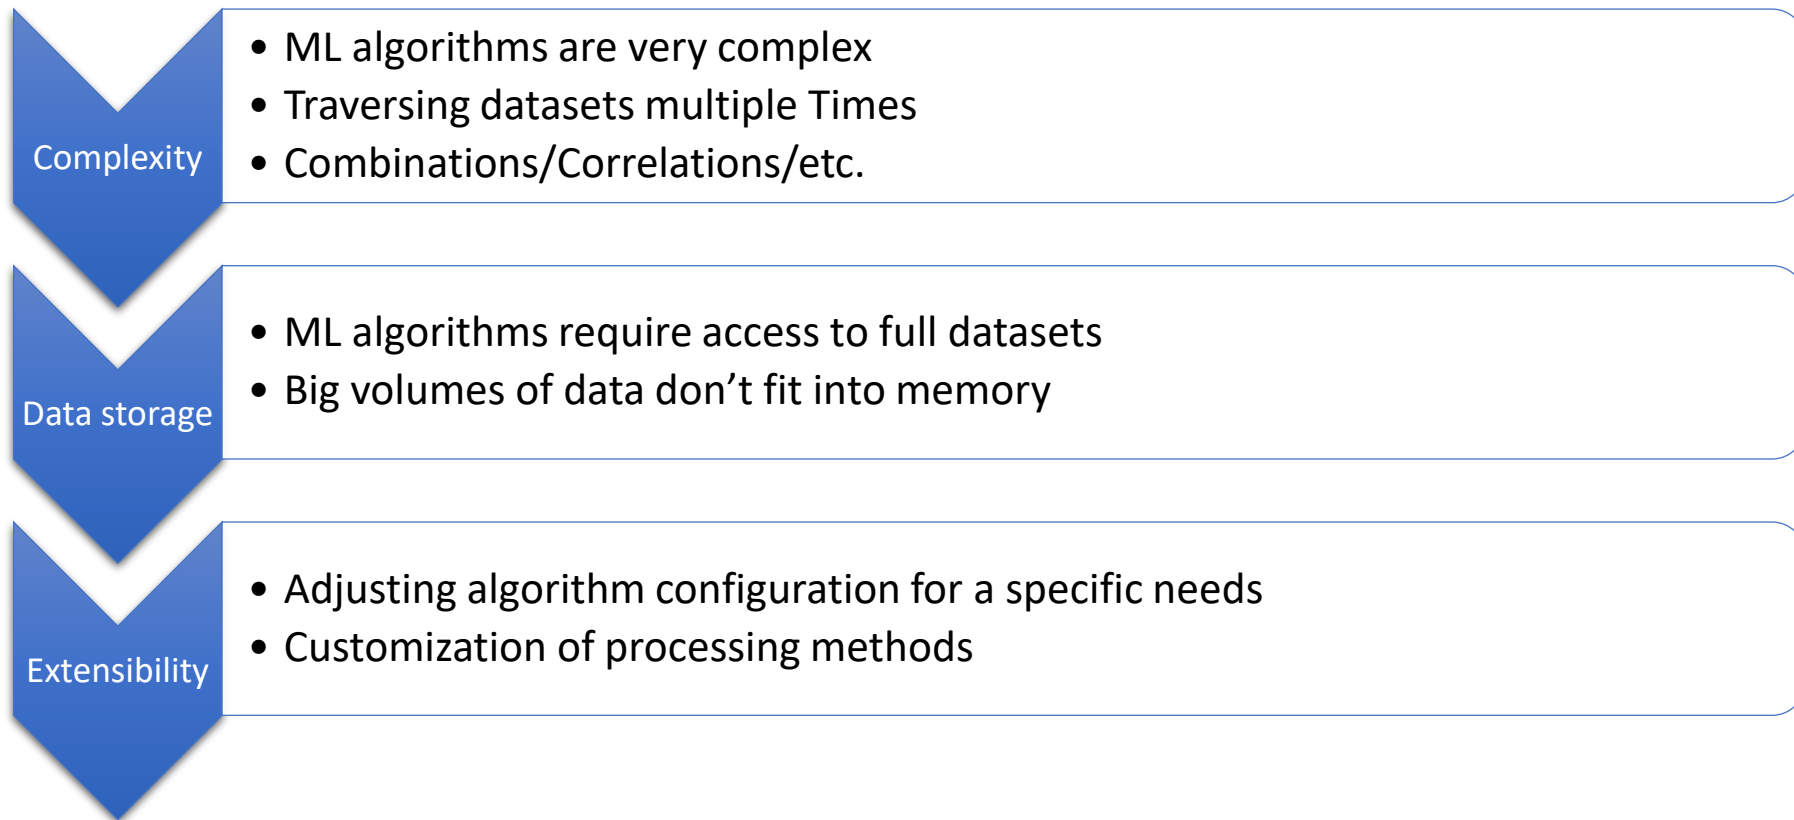 Complexity
• ML algorithms are very complex
• Traversing datasets multiple Times
• Combinations/Correlations/etc.
Data storage
• ML algorithms require access to full datasets
• Big volumes of data don’t fit into memory
Extensibility
• Adjusting algorithm configuration for a specific needs
• Customization of processing methods